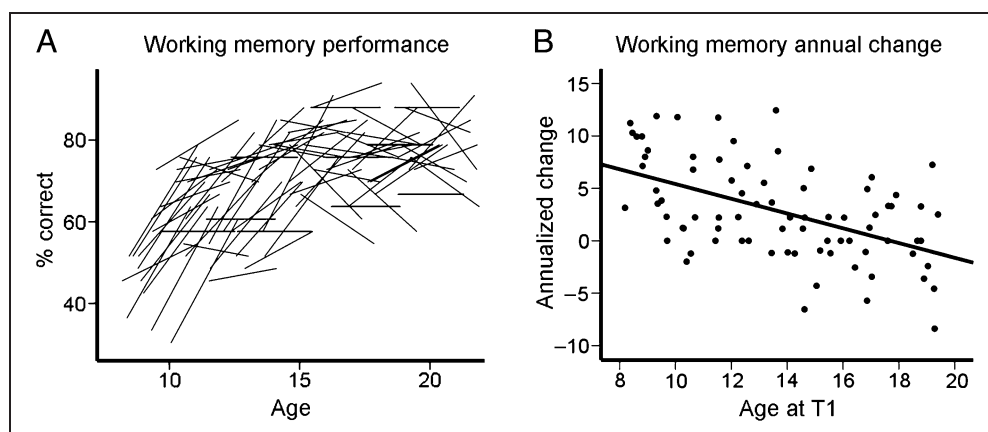 A Working memory performance
80
60
40
% correct
10 15 20
Age
B Working memory annual change
15
10
5
0
−5
−10
Annualized change
8 10 12 14 16 18 20
Age at T1